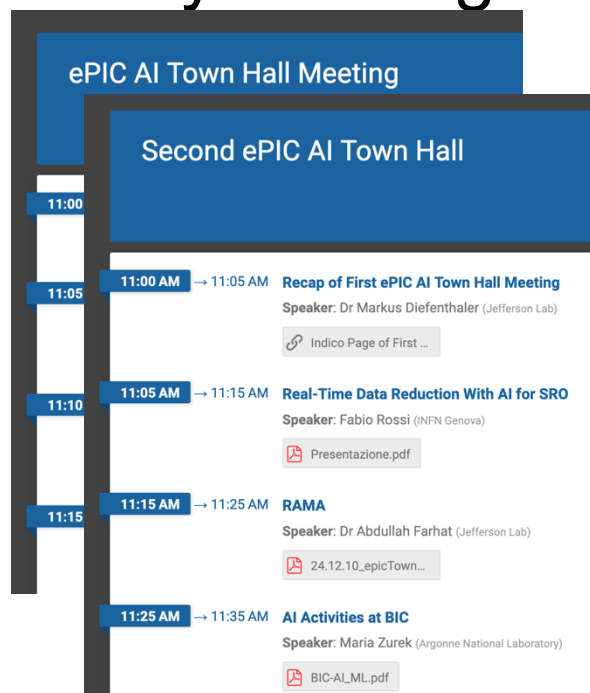 ePIC AI Town Hall Meeting
11:00
11:05
11:10
11:15
Second ePIC AI Town Hall
11:00 AM → 11:05 AM Recap of First ePIC AI Town Hall Meeting
Speaker: Dr Markus Diefenthaler (Jefferson Lab)
Indico Page of First ...
11:05 AM → 11:15 AM Real-Time Data Reduction With AI for SRO
Speaker: Fabio Rossi (INFN Genova)
Presentazione.pdf
11:15 AM → 11:25 AM RAMA
Speaker: Dr Abdullah Farhat (Jefferson Lab)
24.12.10_epicTown...
11:25 AM → 11:35 AM AI Activities at BIC
Speaker: Maria Zurek (Argonne National Laboratory)
BIC-AI_ML.pdf